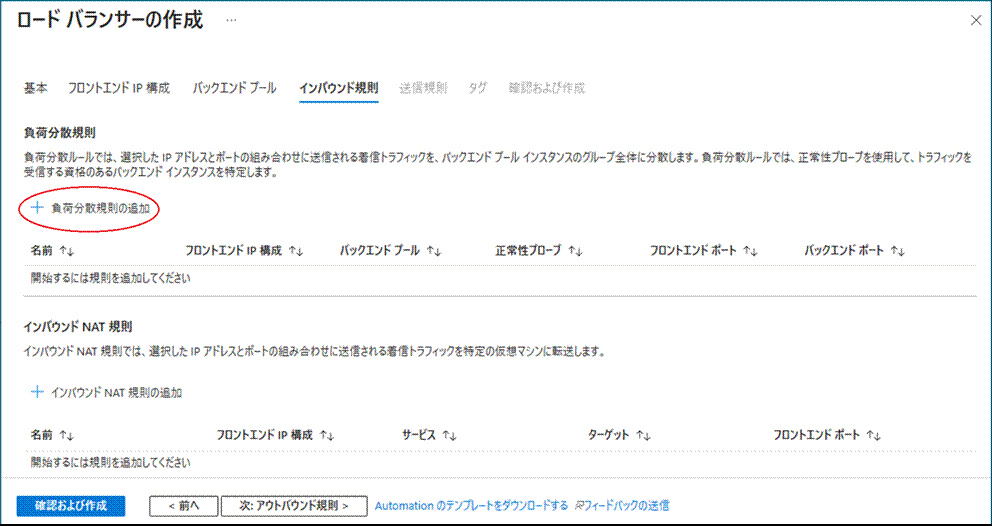 ロード バランサーの作成 …
基本 フロントエンド IP 構成 バックエンド プール インバウンド規則 送信規則 タグ 確認および作成
負荷分散規則
負荷分散ルールでは、選択した IP アドレスとポートの組み合わせに送信される着信トラフィックを、バックエンド プール インスタンスのグループ全体に分散します。負荷分散ルールでは、正常性プローブを使用して、トラフィックを
受信する資格のあるバックエンド インスタンスを特定します。
+ 負荷分散規則の追加
名前 ↑↓ フロントエンド IP 構成 ↑↓ バックエンド プール ↑↓ 正常性プローブ ↑↓ フロントエンド ポート ↑↓ バックエンド ポート ↑↓
開始するには規則を追加してください
インバウンド NAT 規則
インバウンド NAT 規則では、選択した IP アドレスとポートの組み合わせに送信される着信トラフィックを特定の仮想マシンに転送します。
+ インバウンド NAT 規則の追加
名前 ↑↓ フロントエンド IP 構成 ↑↓ サービス ↑↓ ターゲット ↑↓ フロントエンド ポート ↑↓
開始するには規則を追加してください
確認および作成 < 前へ 次: アウトバウンド規則 > Automation のテンプレートをダウンロードする フィードバックの送信